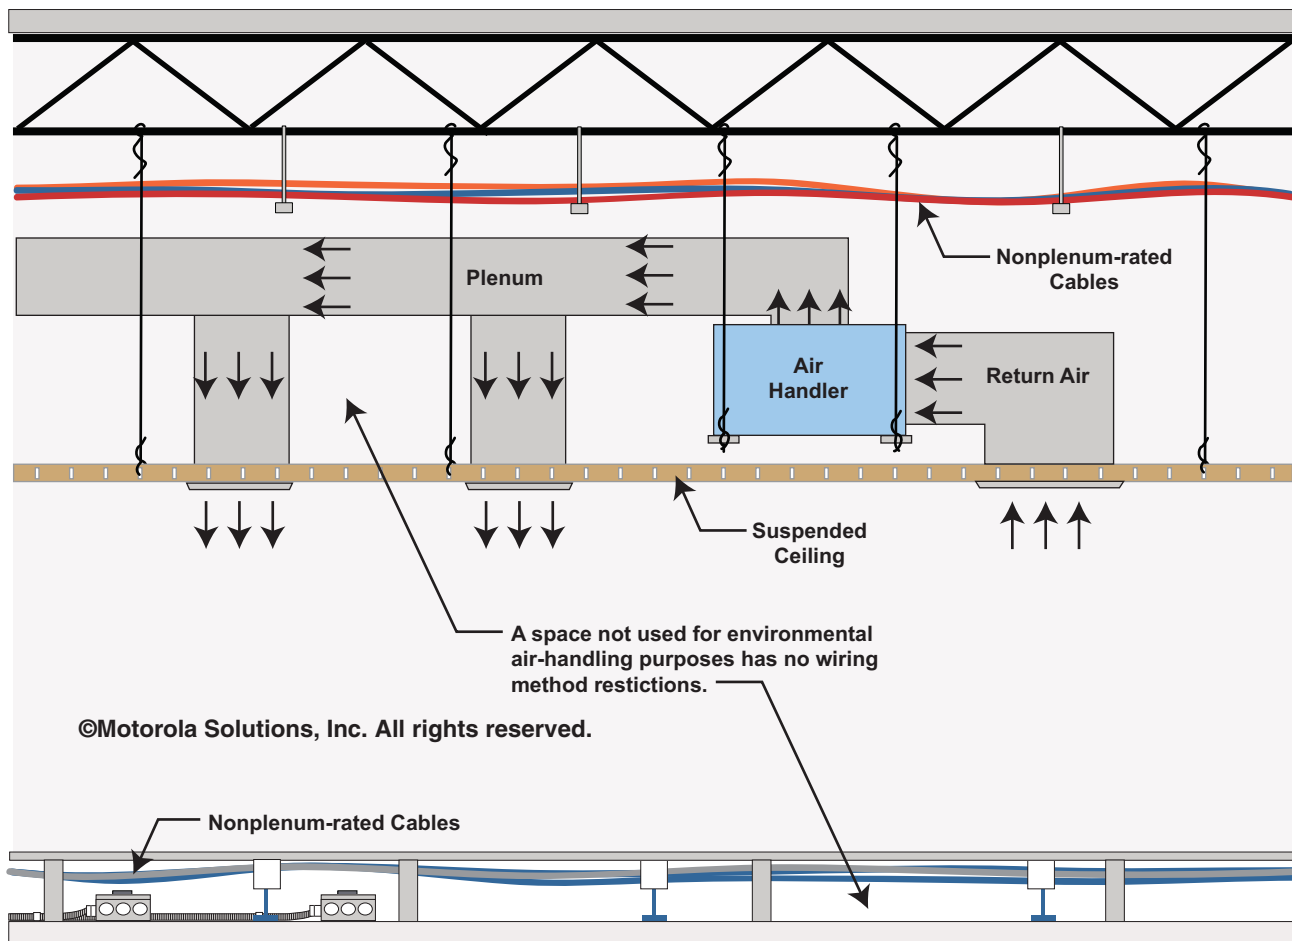 Nonplenum-rated
Cables
Plenum
Air
Handler
Return Air
Suspended
Ceiling
A space not used for environmental
air-handling purposes has no wiring
method restictions.
©Motorola Solutions, Inc. All rights reserved.
Nonplenum-rated Cables